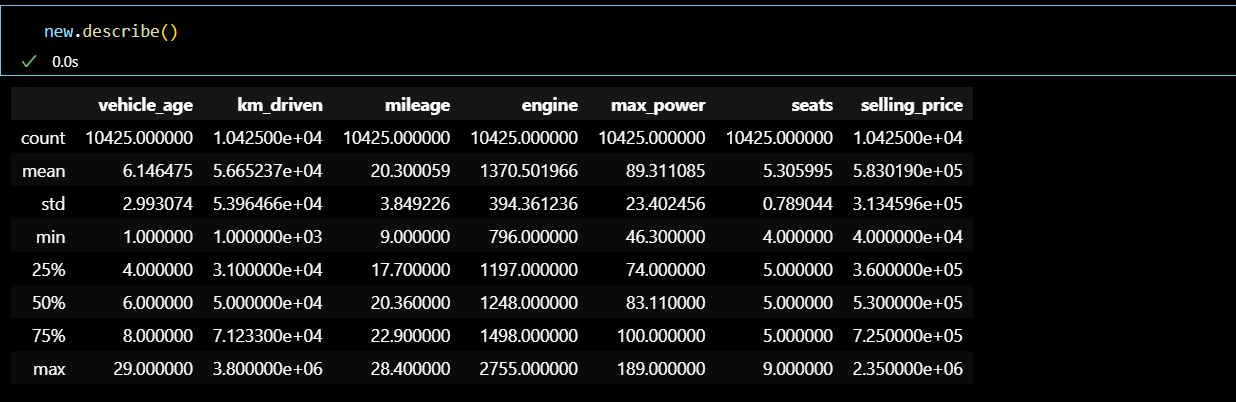 new.describe()
0.0s
vehicle_age km_driven mileage engine max_power seats selling_price
count 10425.000000 1.042500e+04 10425.000000 10425.000000 10425.000000 10425.000000 1.042500e+04
mean 6.146475 5.665237e+04 20.300059 1370.501966 89.311085 5.305995 5.830190e+05
std 2.993074 5.396466e+04 3.849226 394.361236 23.402456 0.789044 3.134596e+05
min 1.000000 1.000000e+03 9.000000 796.000000 46.300000 4.000000 4.000000e+04
25% 4.000000 3.100000e+04 17.700000 1197.000000 74.000000 5.000000 3.600000e+05
50% 6.000000 5.000000e+04 20.360000 1248.000000 83.110000 5.000000 5.300000e+05
75% 8.000000 7.123300e+04 22.900000 1498.000000 100.000000 5.000000 7.250000e+05
max 29.000000 3.800000e+06 28.400000 2755.000000 189.000000 9.000000 2.350000e+06